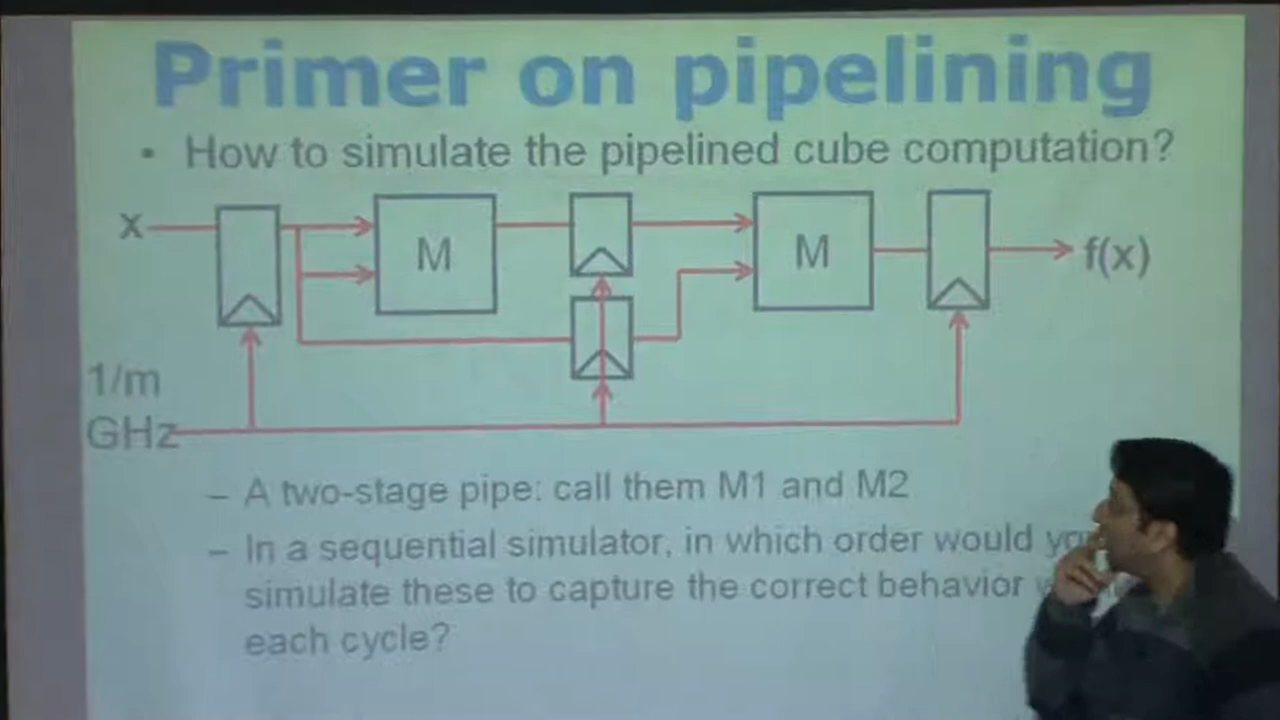 Primer on pipelining
• How to simulate the pipelined cube computation?
X
M
M
f(x)
1/m
GHz
– A two-stage pipe: call them M1 and M2
– In a sequential simulator, in which order would
simulate these to capture the correct behavior
each cycle?